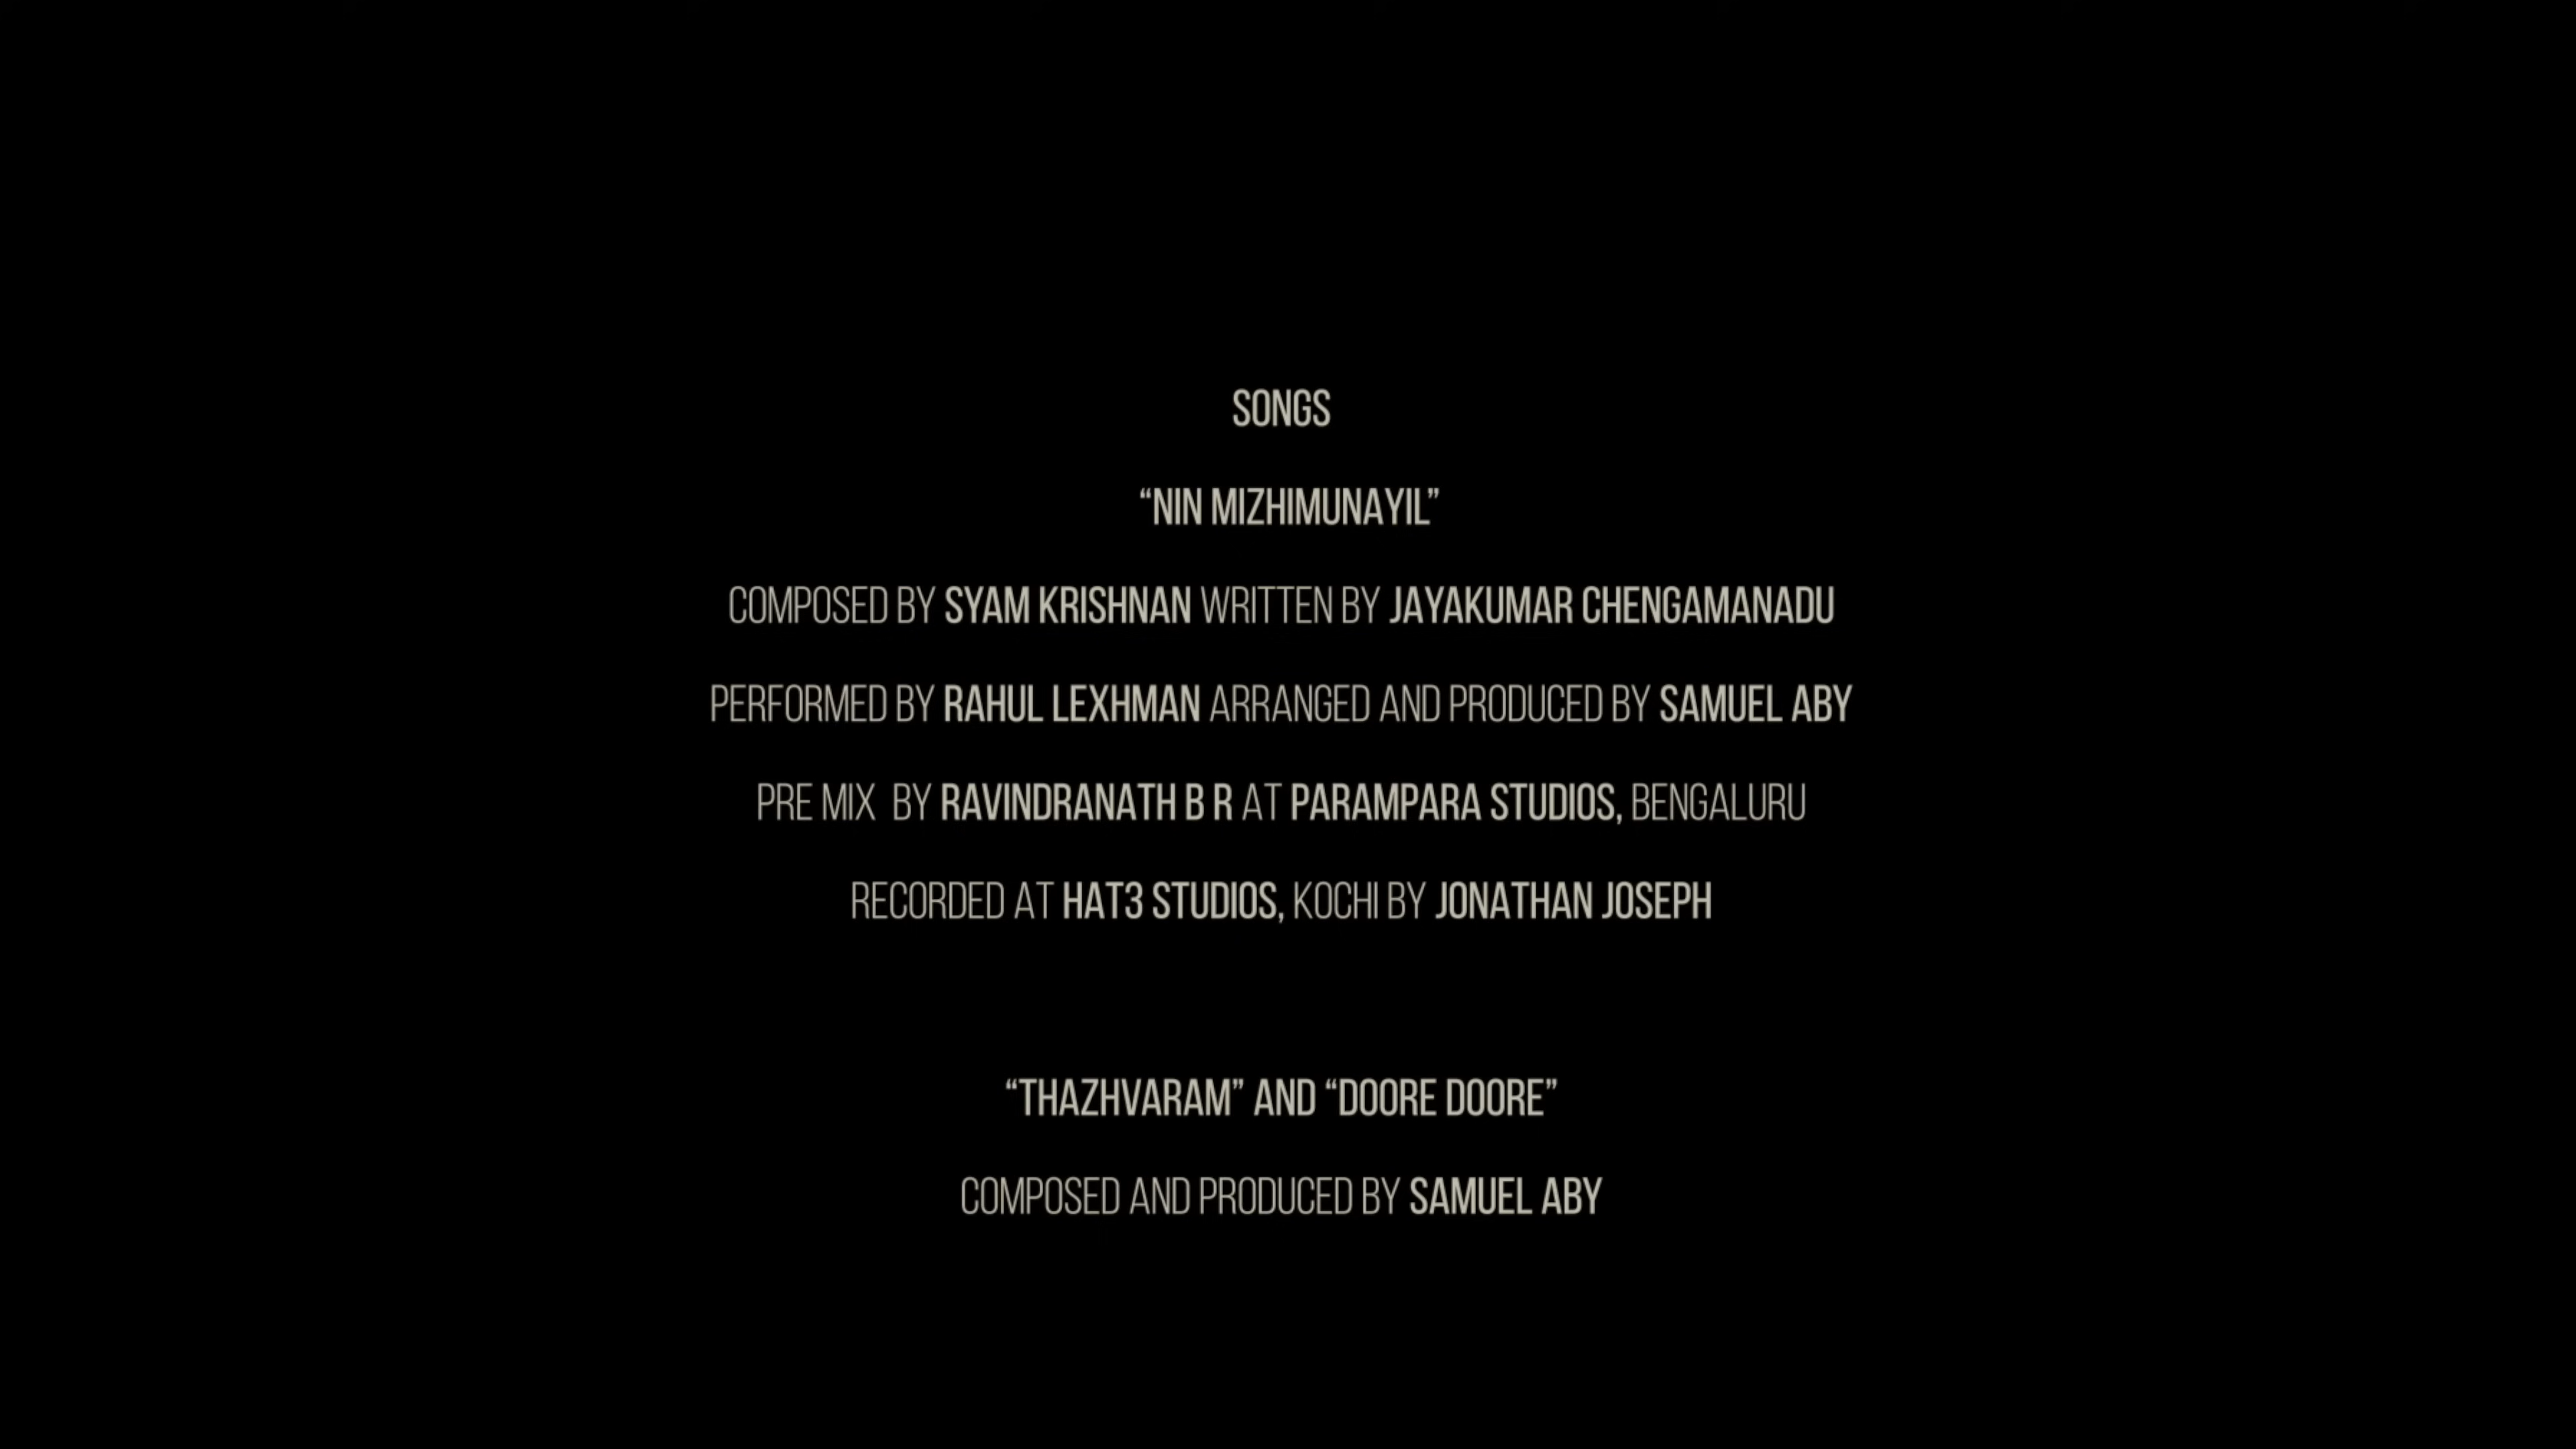 SONGS
“NIN MIZHIMUNAYIL”
COMPOSED BY SYAM KRISHNAN WRITTEN BY JAYAKUMAR CHENGAMANADU
PERFORMED BY RAHUL LEXHMAN ARRANGED AND PRODUCED BY SAMUEL ABY
PRE MIX BY RAVINDRANATH B R AT PARAMPARA STUDIOS, BENGALURU
RECORDED AT HAT3 STUDIOS, KOCHI BY JONATHAN JOSEPH
“THAZHVARAM” AND “DOORE DOORE”
COMPOSED AND PRODUCED BY SAMUEL ABY